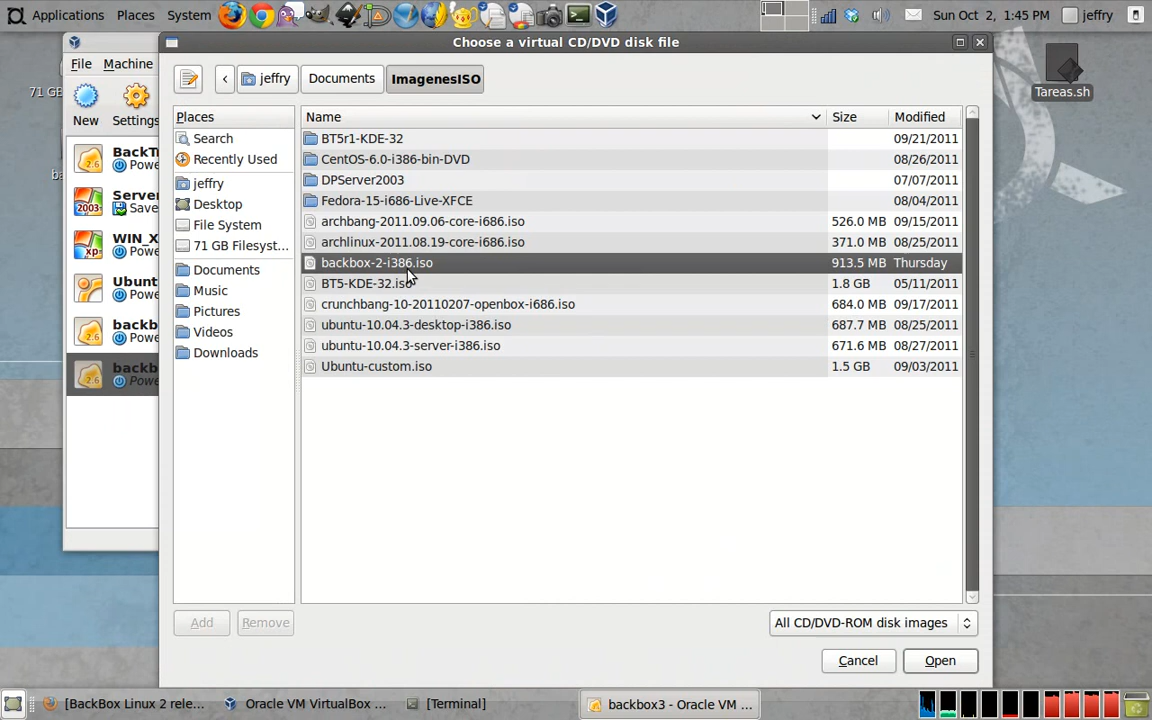 Applications Places System Sun Oct 2, 1:45 PM jeffry
Choose a virtual CD/DVD disk file
File Machine
jeffry Documents ImagenesISO
71 GB
New Settings
Places
Search
Recently Used
jeffry
Desktop
File System
71 GB Filesyst...
Documents
Music
Pictures
Videos
Downloads
Name Size Modified
BT5r1-KDE-32 09/21/2011
CentOS-6.0-i386-bin-DVD 08/26/2011
DPServer2003 07/07/2011
Fedora-15-i686-Live-XFCE 08/04/2011
archbang-2011.09.06-core-i686.iso 526.0 MB 09/15/2011
archlinux-2011.08.19-core-i686.iso 371.0 MB 08/25/2011
backbox-2-i386.iso 913.5 MB Thursday
BT5-KDE-32.iso 1.8 GB 05/11/2011
crunchbang-10-20110207-openbox-i686.iso 684.0 MB 09/17/2011
ubuntu-10.04.3-desktop-i386.iso 687.7 MB 08/25/2011
ubuntu-10.04.3-server-i386.iso 671.6 MB 08/27/2011
Ubuntu-custom.iso 1.5 GB 09/03/2011
BackT
2.6 Powe
Server
2003 Save
WIN_X
xp Powe
Ubunt
Powe
backb
2.6 Powe
backb
2.6 Powe
Tareas.sh
Add Remove
All CD/DVD-ROM disk images
Cancel Open
[BackBox Linux 2 rele... Oracle VM VirtualBox ... [Terminal] backbox3 - Oracle VM ...